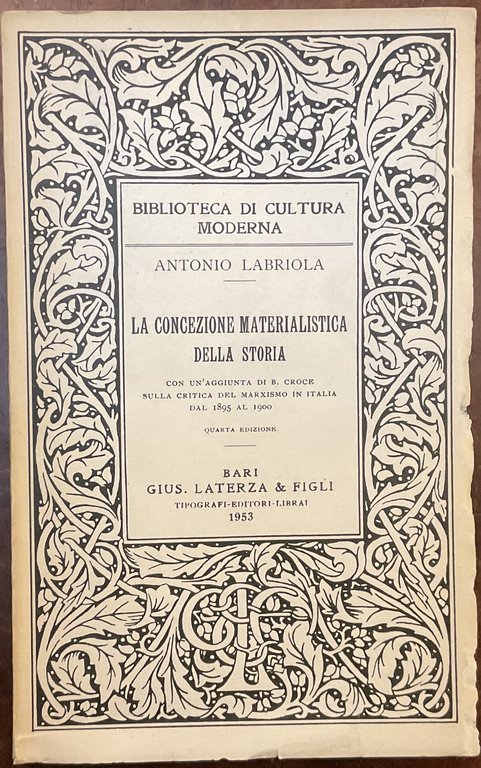 BIBLIOTECA DI CULTURA
MODERNA
ANTONIO LABRIOLA
LA CONCEZIONE MATERIALISTICA
DELLA STORIA
CON UN'AGGIUNTA DI B. CROCE
SULLA CRITICA DEL MARXISMO IN ITALIA
DAL 1895 AL 1900
QUARTA EDIZIONE
BARI
GIUS. LATERZA & FIGLI
TIPOGRAFI-EDITORI-LIBRAI
1953